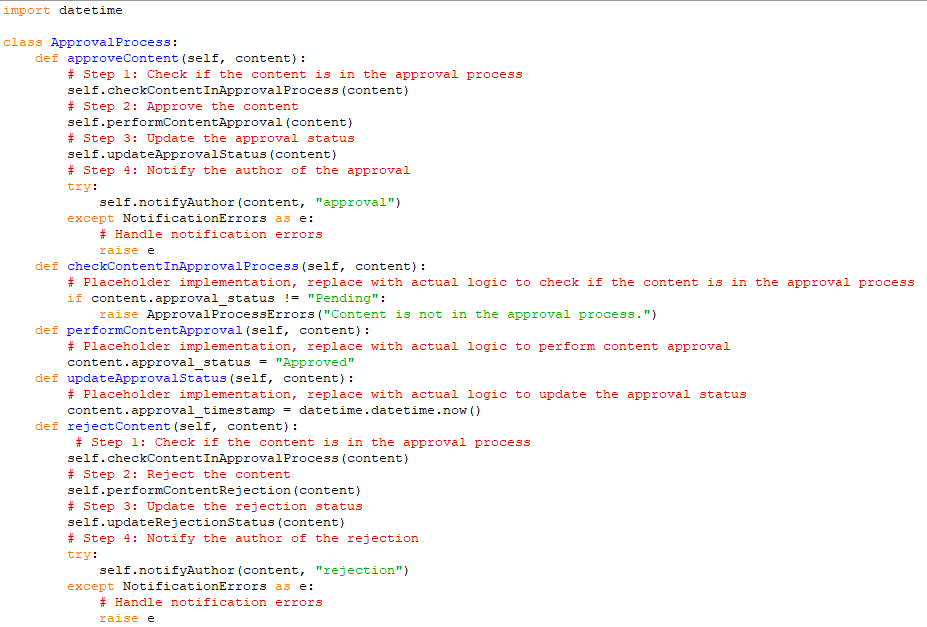 import datetime

class ApprovalProcess:
    def approveContent(self, content):
        # Step 1: Check if the content is in the approval process
        self.checkContentInApprovalProcess(content)
        # Step 2: Approve the content
        self.performContentApproval(content)
        # Step 3: Update the approval status
        self.updateApprovalStatus(content)
        # Step 4: Notify the author of the approval
        try:
            self.notifyAuthor(content, "approval")
        except NotificationErrors as e:
            # Handle notification errors
            raise e
    def checkContentInApprovalProcess(self, content):
        # Placeholder implementation, replace with actual logic to check if the content is in the approval process
        if content.approval_status != "Pending":
            raise ApprovalProcessErrors("Content is not in the approval process.")
    def performContentApproval(self, content):
        # Placeholder implementation, replace with actual logic to perform content approval
        content.approval_status = "Approved"
    def updateApprovalStatus(self, content):
        # Placeholder implementation, replace with actual logic to update the approval status
        content.approval_timestamp = datetime.datetime.now()
    def rejectContent(self, content):
         # Step 1: Check if the content is in the approval process
        self.checkContentInApprovalProcess(content)
        # Step 2: Reject the content
        self.performContentRejection(content)
        # Step 3: Update the rejection status
        self.updateRejectionStatus(content)
        # Step 4: Notify the author of the rejection
        try:
            self.notifyAuthor(content, "rejection")
        except NotificationErrors as e:
            # Handle notification errors
            raise e